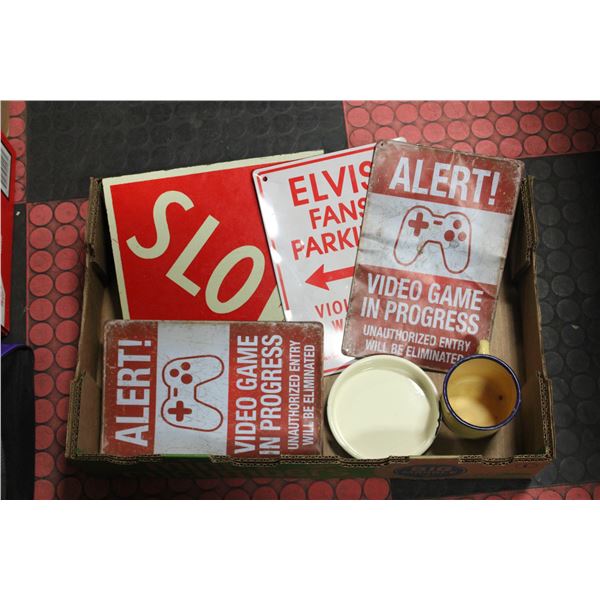 SLO
ELVIS
FANS
PARKIN
VIOL
ALERT!
VIDEO GAME
IN PROGRESS
UNAUTHORIZED ENTRY
WILL BE ELIMINATED
ALERT!
VIDEO GAME
IN PROGRESS
UNAUTHORIZED ENTRY
WILL BE ELIMINATED